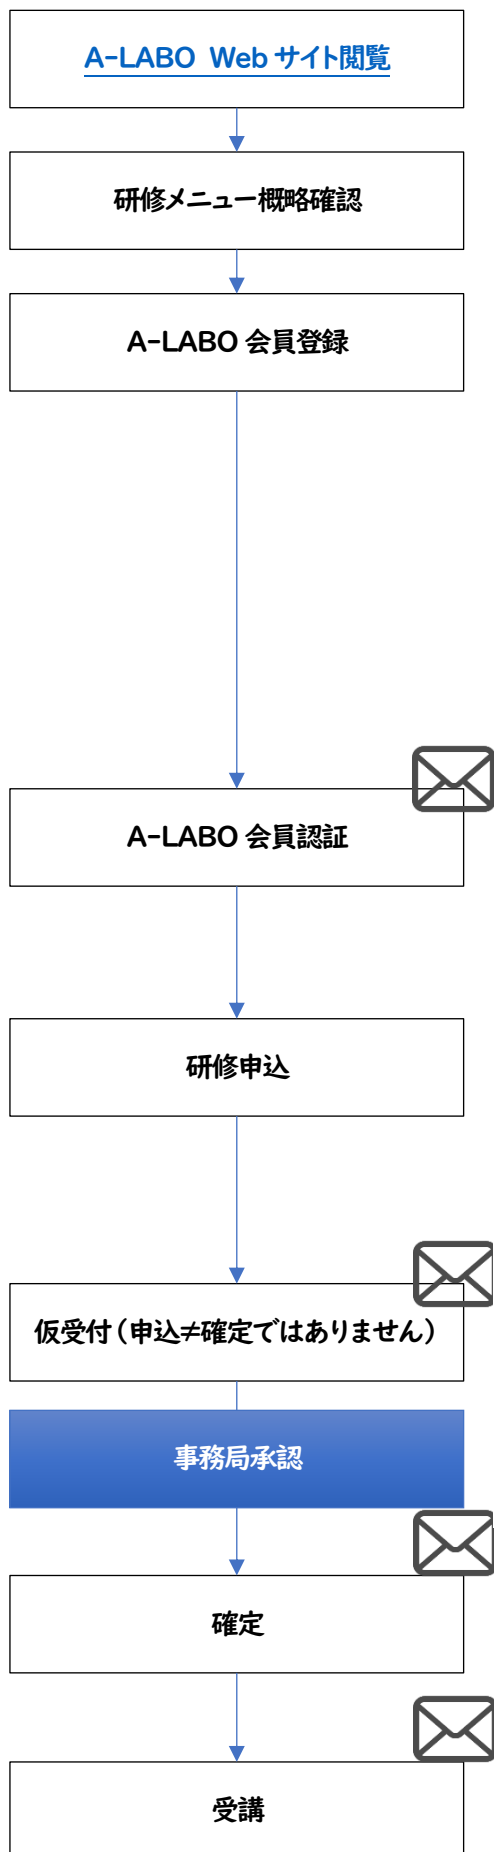 A-LABO Webサイト閲覧
研修メニュー概略確認
A-LABO 会員登録
A-LABO 会員認証
研修申込
仮受付（申込≠確定ではありません）
事務局承認
確定
受講